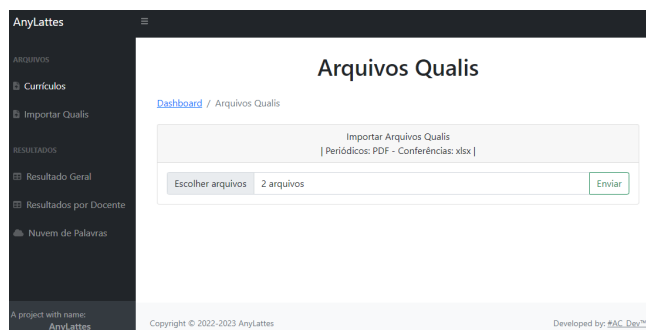 AnyLattes
ARQUIVOS
Currículos
Importar Qualis
RESULTADOS
Resultado Geral
Resultados por Docente
Nuvem de Palavras
A project with name:
AnyLattes
Arquivos Qualis
Dashboard / Arquivos Qualis
Importar Arquivos Qualis
| Periódicos: PDF - Conferências: xlsx |
Escolher arquivos 2 arquivos Enviar
Copyright © 2022-2023 AnyLattes Developed by: #AC_Dev™